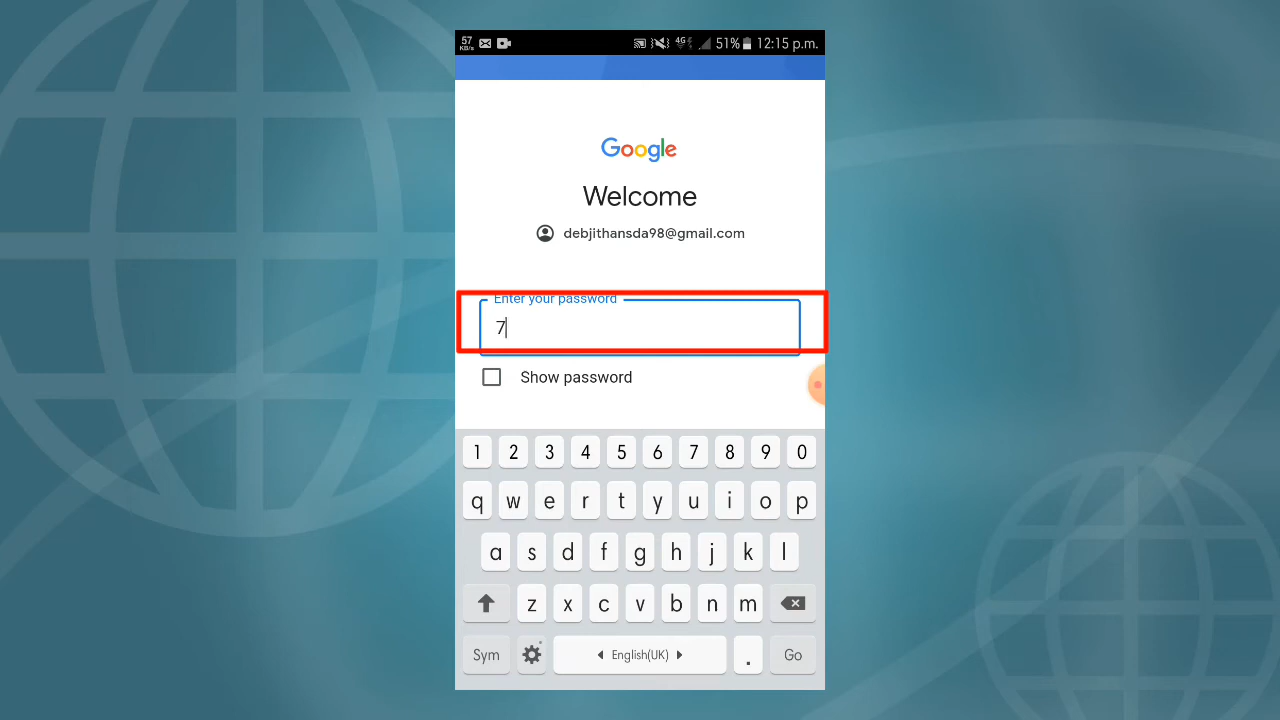 57
KB/s
4G 51% 12:15 p.m.
Google
Welcome
debjithansda98@gmail.com
Enter your password
7
Show password
1 2 3 4 5 6 7 8 9 0
q w e r t y u i o p
a s d f g h j k l
z x c v b n m
Sym English(UK) . Go